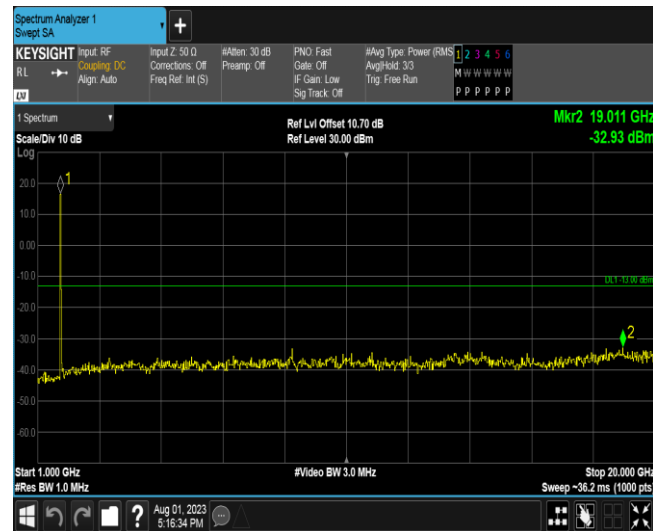 Spectrum Analyzer 1
Swept SA
+
KEYSIGHT
RL
LXI
Input: RF
Coupling: DC
Align: Auto
Input Z: 50 Ω
Corrections: Off
Freq Ref: Int (S)
#Atten: 30 dB
Preamp: Off
PNO: Fast
Gate: Off
IF Gain: Low
Sig Track: Off
#Avg Type: Power (RMS
Avg|Hold: 3/3
Trig: Free Run
1 2 3 4 5 6
M W W W W W
P P P P P P
1 Spectrum
Scale/Div 10 dB
Log
Ref Lvl Offset 10.70 dB
Ref Level 30.00 dBm
Mkr2 19.011 GHz
-32.93 dBm
1
20.0
10.0
0.00
-10.0
DL1 -13.00 dBm
-20.0
-30.0
2
-40.0
-50.0
-60.0
Start 1.000 GHz
#Res BW 1.0 MHz
#Video BW 3.0 MHz
Stop 20.000 GHz
Sweep ~36.2 ms (1000 pts)
?
Aug 01, 2023
5:16:34 PM